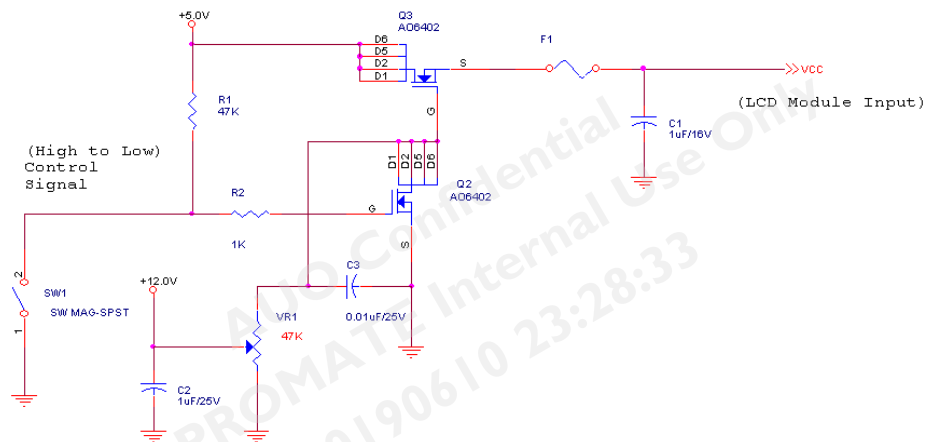 +5.0V
Q3
AO6402
D6
D5
D2
D1
S
G
F1
VCC
(LCD Module Input)
C1
1uF/16V
R1
47K
(High to Low)
Control
Signal
R2
1K
D1
D2
D5
D6
Q2
AO6402
G
S
2
SW1
SW MAG-SPST
1
+12.0V
C3
0.01uF/25V
VR1
47K
C2
1uF/25V
AUO Confidential
PROMATE Internal Use Only
0190610 23:28:33